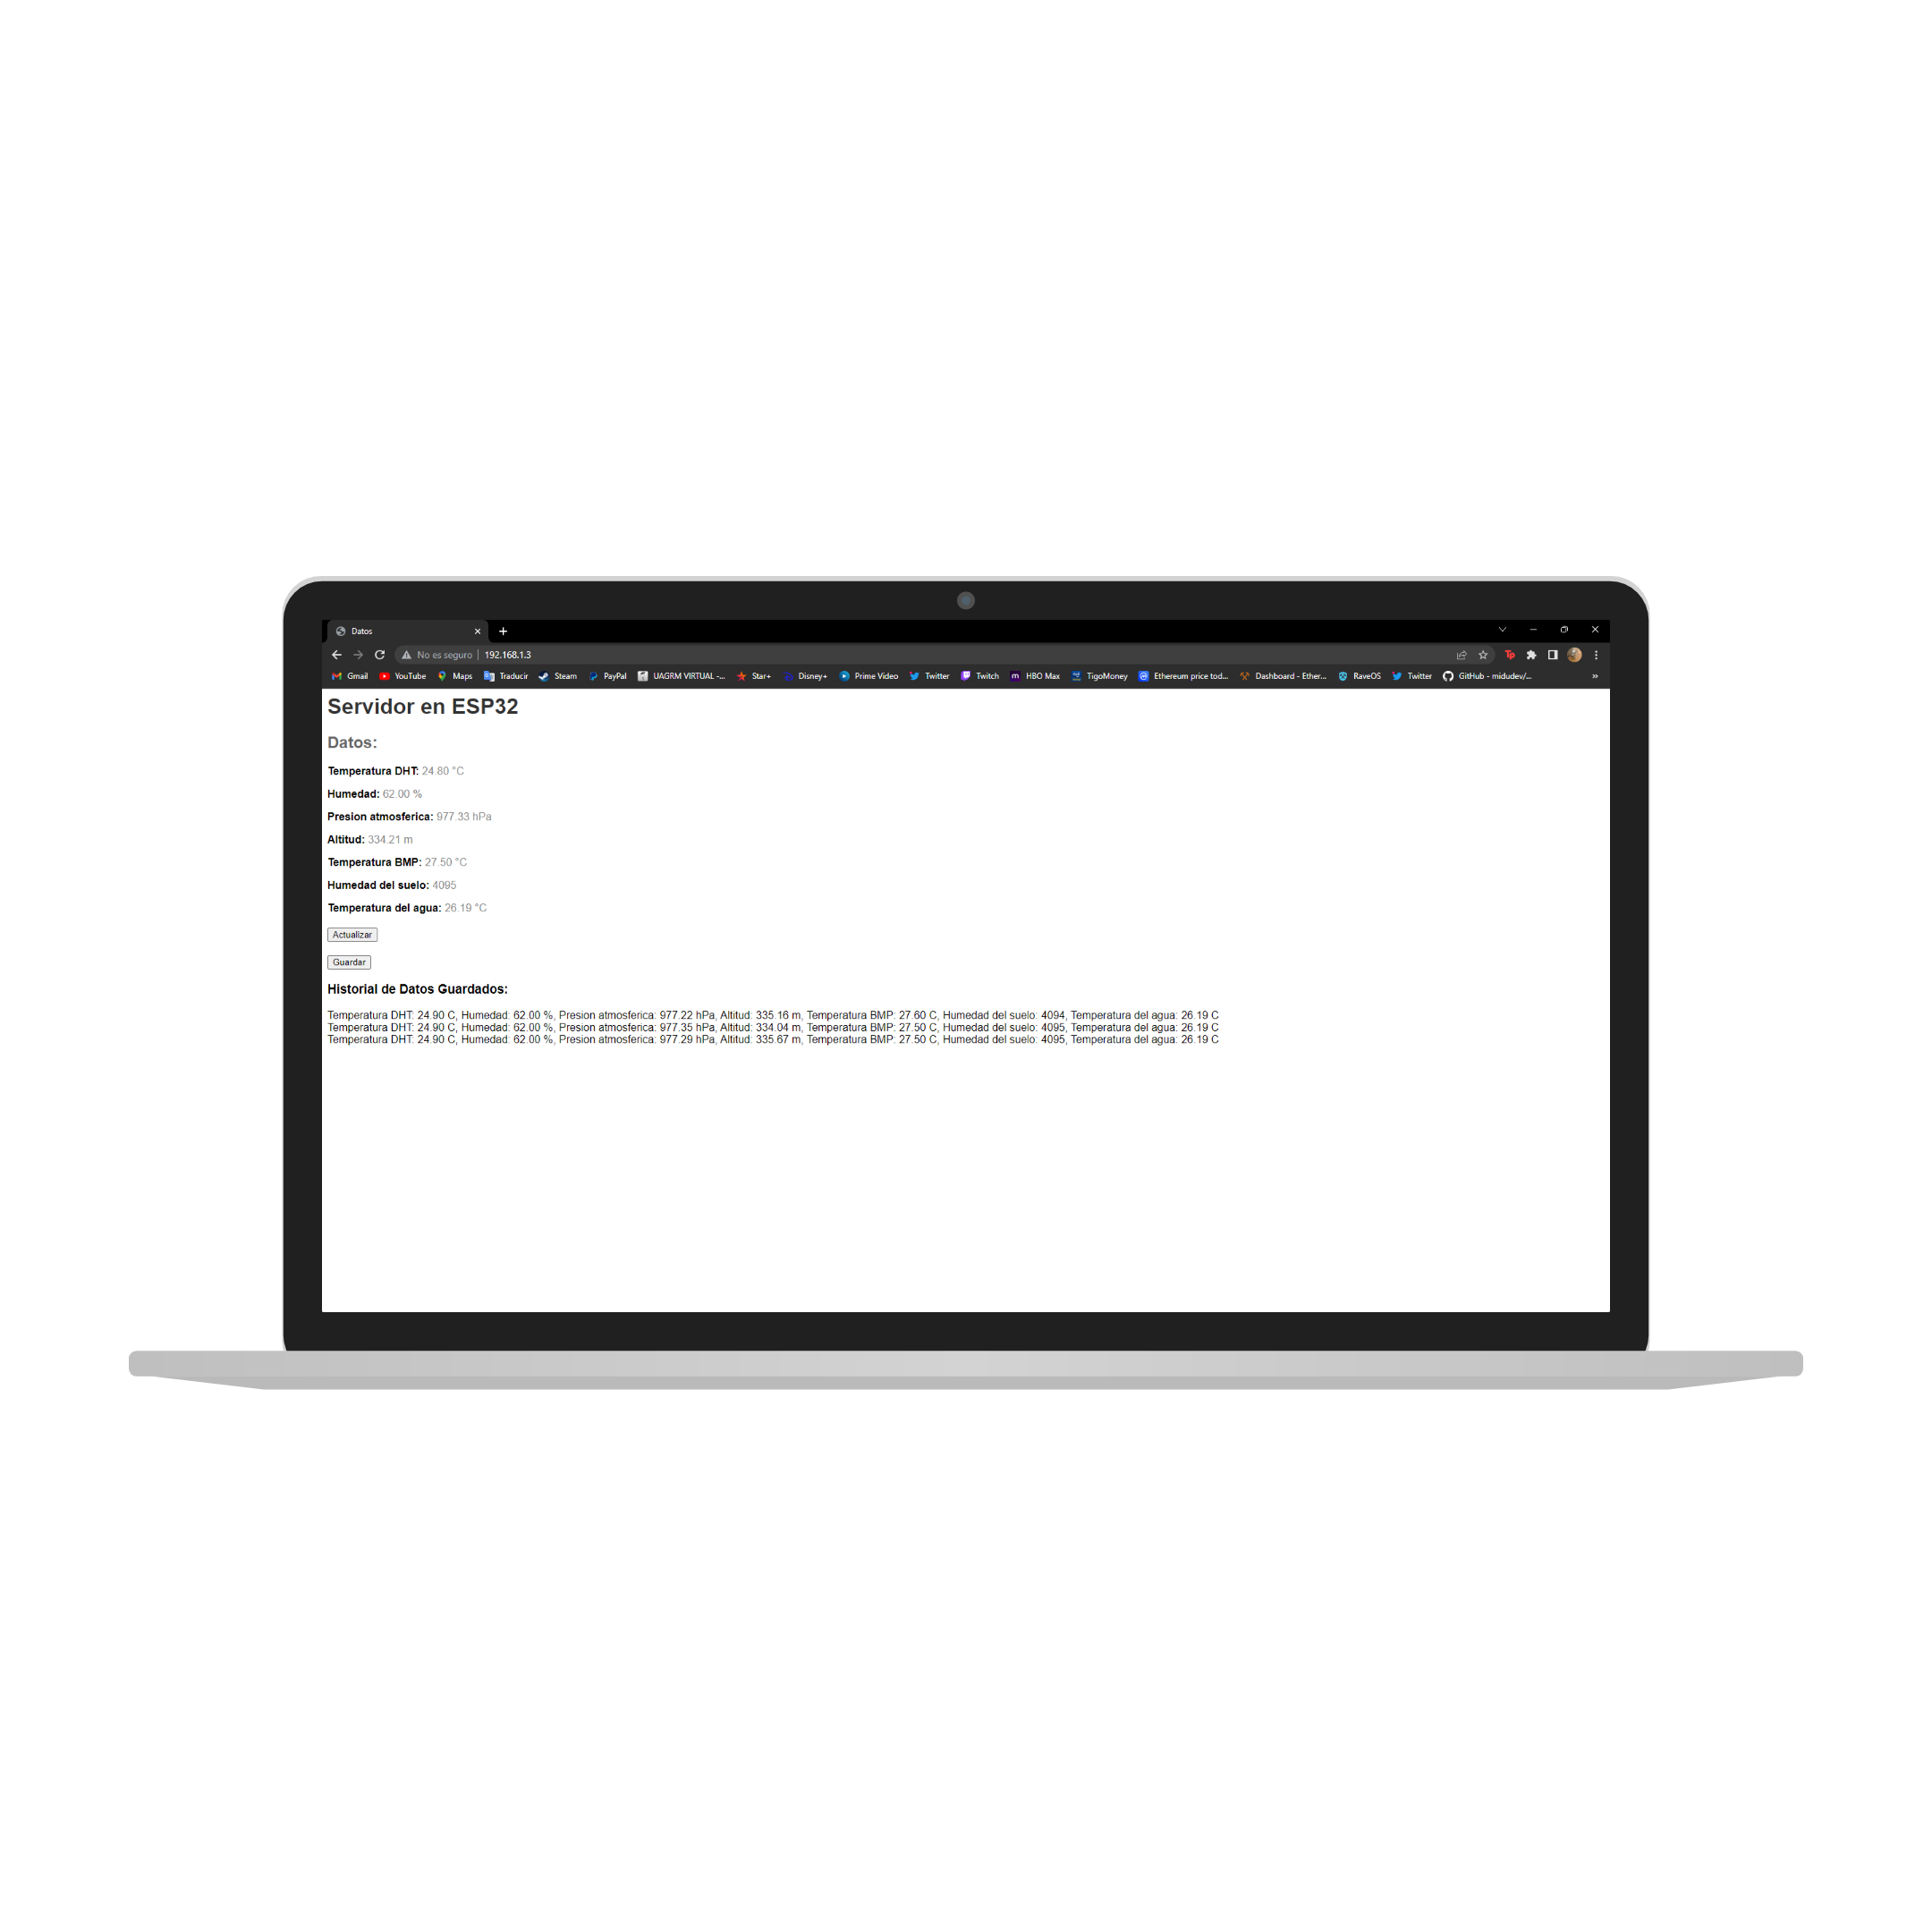 Datos
No es seguro | 192.168.1.3
Gmail YouTube Maps Traducir Steam PayPal UAGRM VIRTUAL -... Star+ Disney+ Prime Video Twitter Twitch HBO Max TigoMoney Ethereum price tod... Dashboard - Ether... RaveOS Twitter GitHub - midudev/... »
Servidor en ESP32
Datos:
Temperatura DHT: 24.80 °C
Humedad: 62.00 %
Presion atmosferica: 977.33 hPa
Altitud: 334.21 m
Temperatura BMP: 27.50 °C
Humedad del suelo: 4095
Temperatura del agua: 26.19 °C
Actualizar
Guardar
Historial de Datos Guardados:
Temperatura DHT: 24.90 C, Humedad: 62.00 %, Presion atmosferica: 977.22 hPa, Altitud: 335.16 m, Temperatura BMP: 27.60 C, Humedad del suelo: 4094, Temperatura del agua: 26.19 C
Temperatura DHT: 24.90 C, Humedad: 62.00 %, Presion atmosferica: 977.35 hPa, Altitud: 334.04 m, Temperatura BMP: 27.50 C, Humedad del suelo: 4095, Temperatura del agua: 26.19 C
Temperatura DHT: 24.90 C, Humedad: 62.00 %, Presion atmosferica: 977.29 hPa, Altitud: 335.67 m, Temperatura BMP: 27.50 C, Humedad del suelo: 4095, Temperatura del agua: 26.19 C